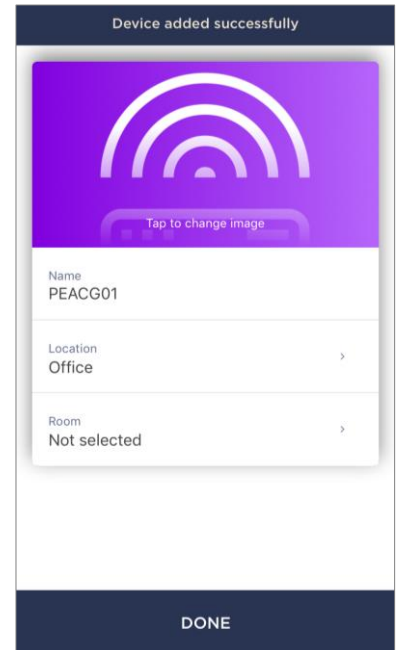 Device added successfully
Tap to change image
Name
PEACG01
Location
Office
Room
Not selected
DONE